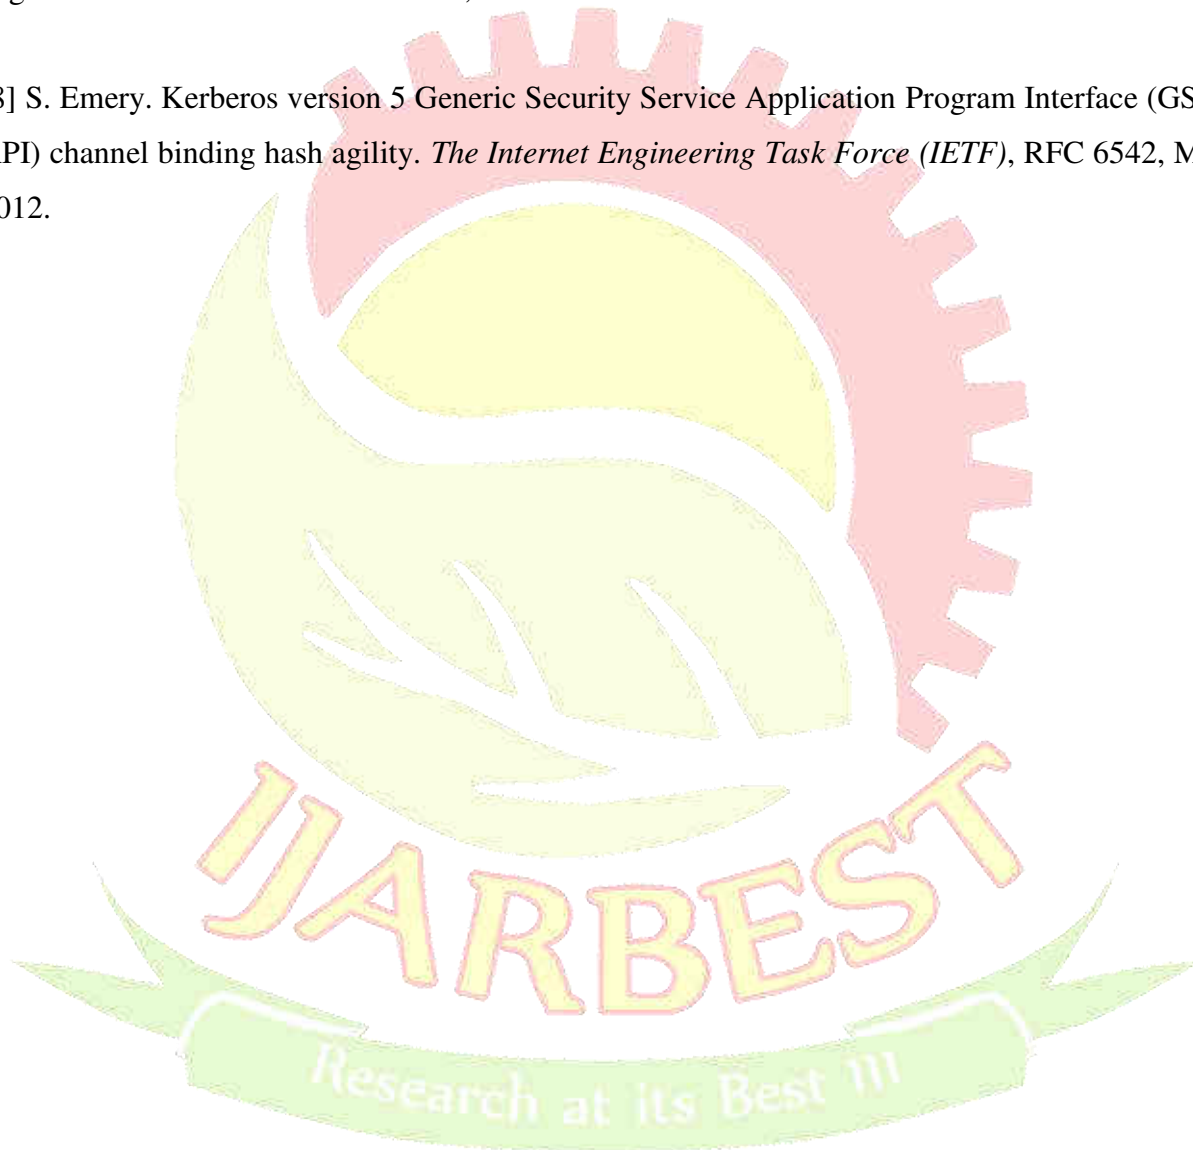 8] S. Emery. Kerberos version 5 Generic Security Service Application Program Interface (GS
PI) channel binding hash agility. The Internet Engineering Task Force (IETF), RFC 6542, M
012.
IJARBEST
Research at its Best !!!